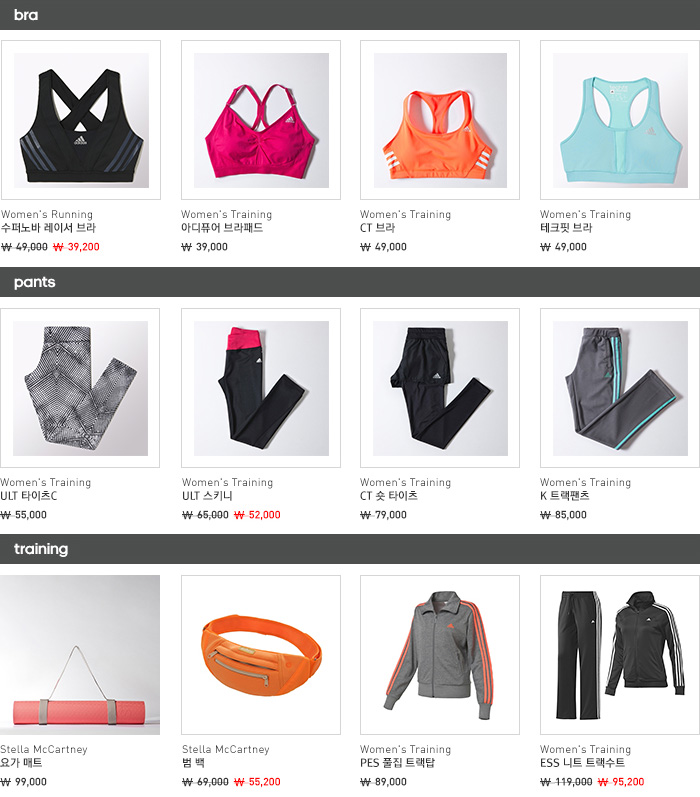 bra
Women's Running
수퍼노바 레이서 브라
₩ 49,000 ₩ 39,200
Women's Training
아디퓨어 브라패드
₩ 39,000
Women's Training
CT 브라
₩ 49,000
Women's Training
테크핏 브라
₩ 49,000
pants
Women's Training
ULT 타이츠C
₩ 55,000
Women's Training
ULT 스키니
₩ 65,000 ₩ 52,000
Women's Training
CT 숏 타이츠
₩ 79,000
Women's Training
K 트랙팬츠
₩ 85,000
training
Stella McCartney
요가 매트
₩ 99,000
Stella McCartney
범 백
₩ 69,000 ₩ 55,200
Women's Training
PES 풀집 트랙탑
₩ 89,000
Women's Training
ESS 니트 트랙수트
₩ 119,000 ₩ 95,200